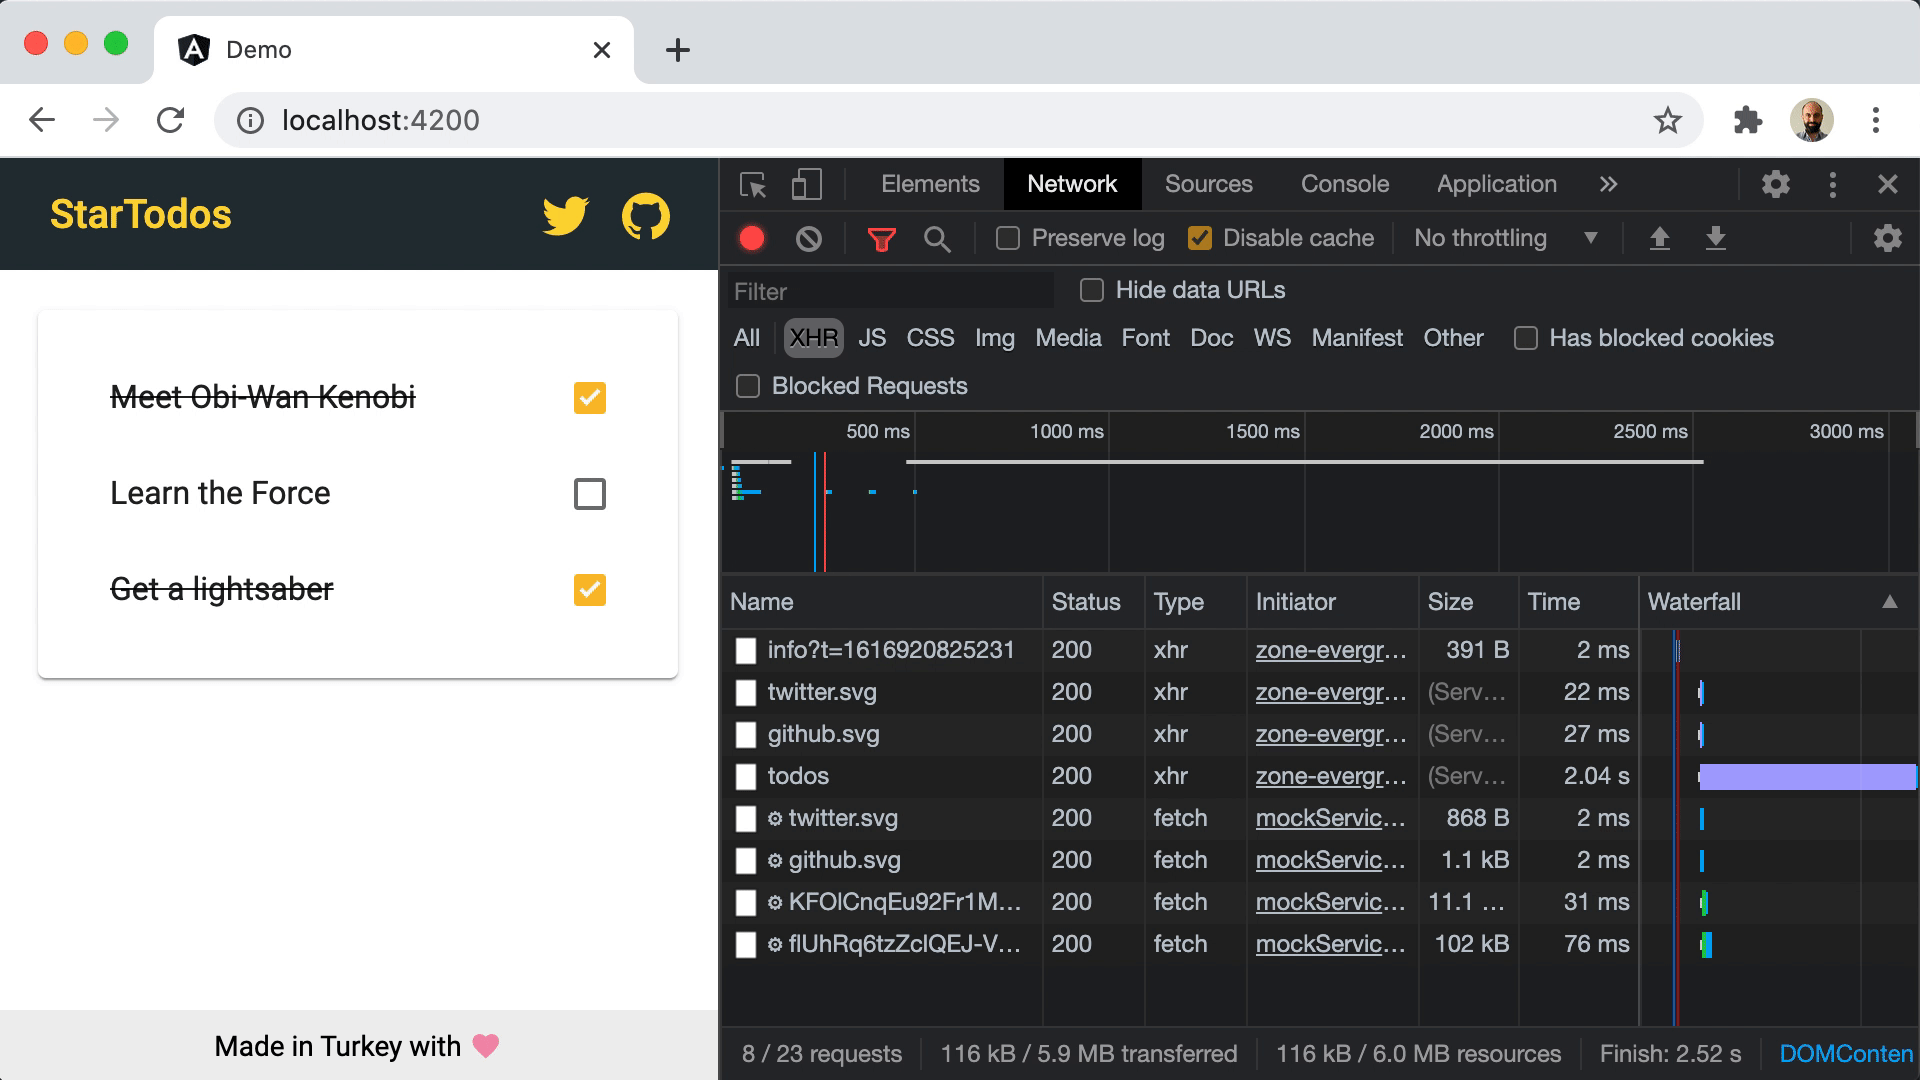 Demo
localhost:4200
StarTodos
Meet Obi-Wan Kenobi
Learn the Force
Get a lightsaber
Made in Turkey with
Elements Network Sources Console Application
Preserve log Disable cache No throttling
Filter Hide data URLs
All XHR JS CSS Img Media Font Doc WS Manifest Other Has blocked cookies
Blocked Requests
500 ms 1000 ms 1500 ms 2000 ms 2500 ms 3000 ms
Name Status Type Initiator Size Time Waterfall
info?t=1616920825231 200 xhr zone-evergr... 391 B 2 ms
twitter.svg 200 xhr zone-evergr... (Serv... 22 ms
github.svg 200 xhr zone-evergr... (Serv... 27 ms
todos 200 xhr zone-evergr... (Serv... 2.04 s
twitter.svg 200 fetch mockServic... 868 B 2 ms
github.svg 200 fetch mockServic... 1.1 kB 2 ms
KFOlCnqEu92Fr1M... 200 fetch mockServic... 11.1 ... 31 ms
flUhRq6tzZclQEJ-V... 200 fetch mockServic... 102 kB 76 ms
8 / 23 requests 116 kB / 5.9 MB transferred 116 kB / 6.0 MB resources Finish: 2.52 s DOMConten